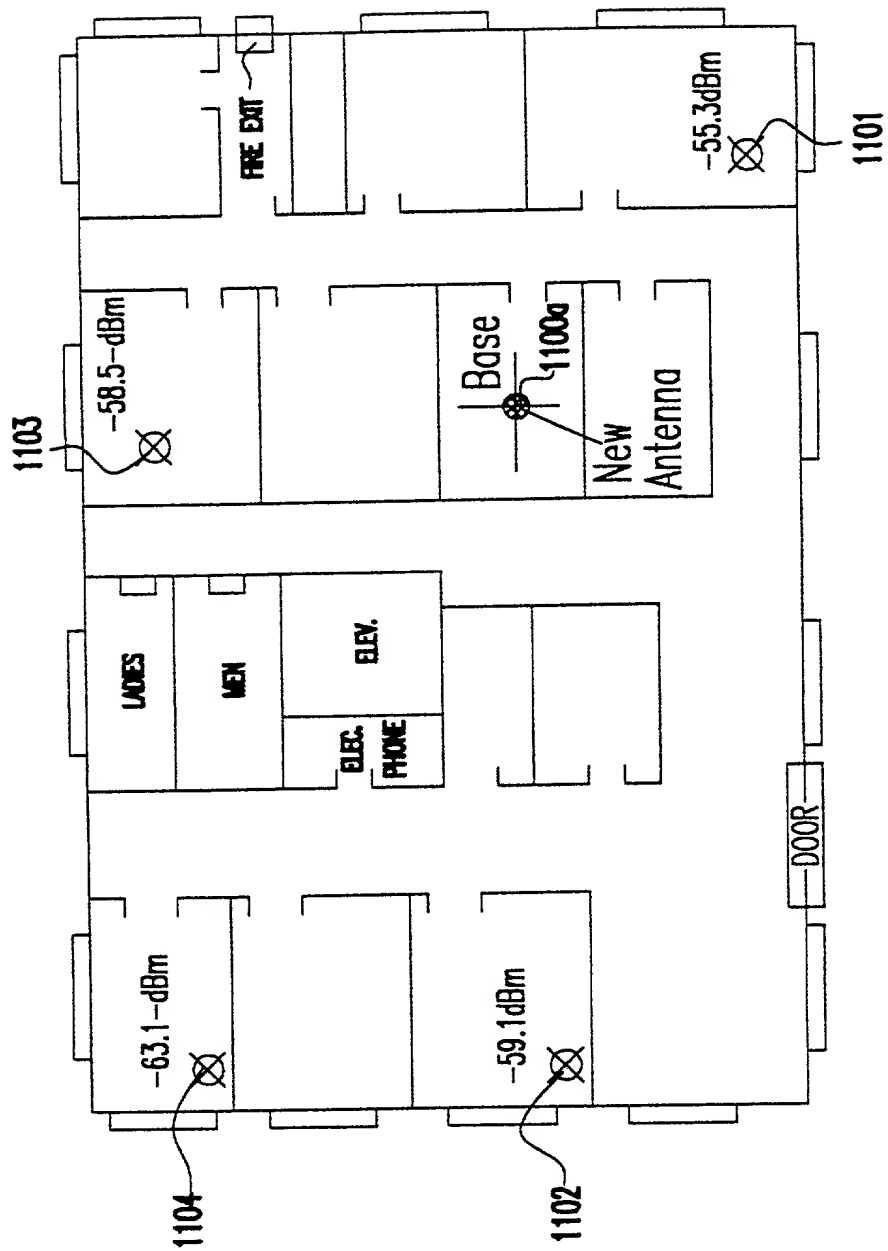 1103
-58.5-dBm
LADIES
-63.1-dBm
1104
MEN
FIRE EXIT
ELEC.
PHONE
ELEV.
Base
-59.1dBm
1100a
1102
New
Antenna
-55.3dBm
DOOR
1101